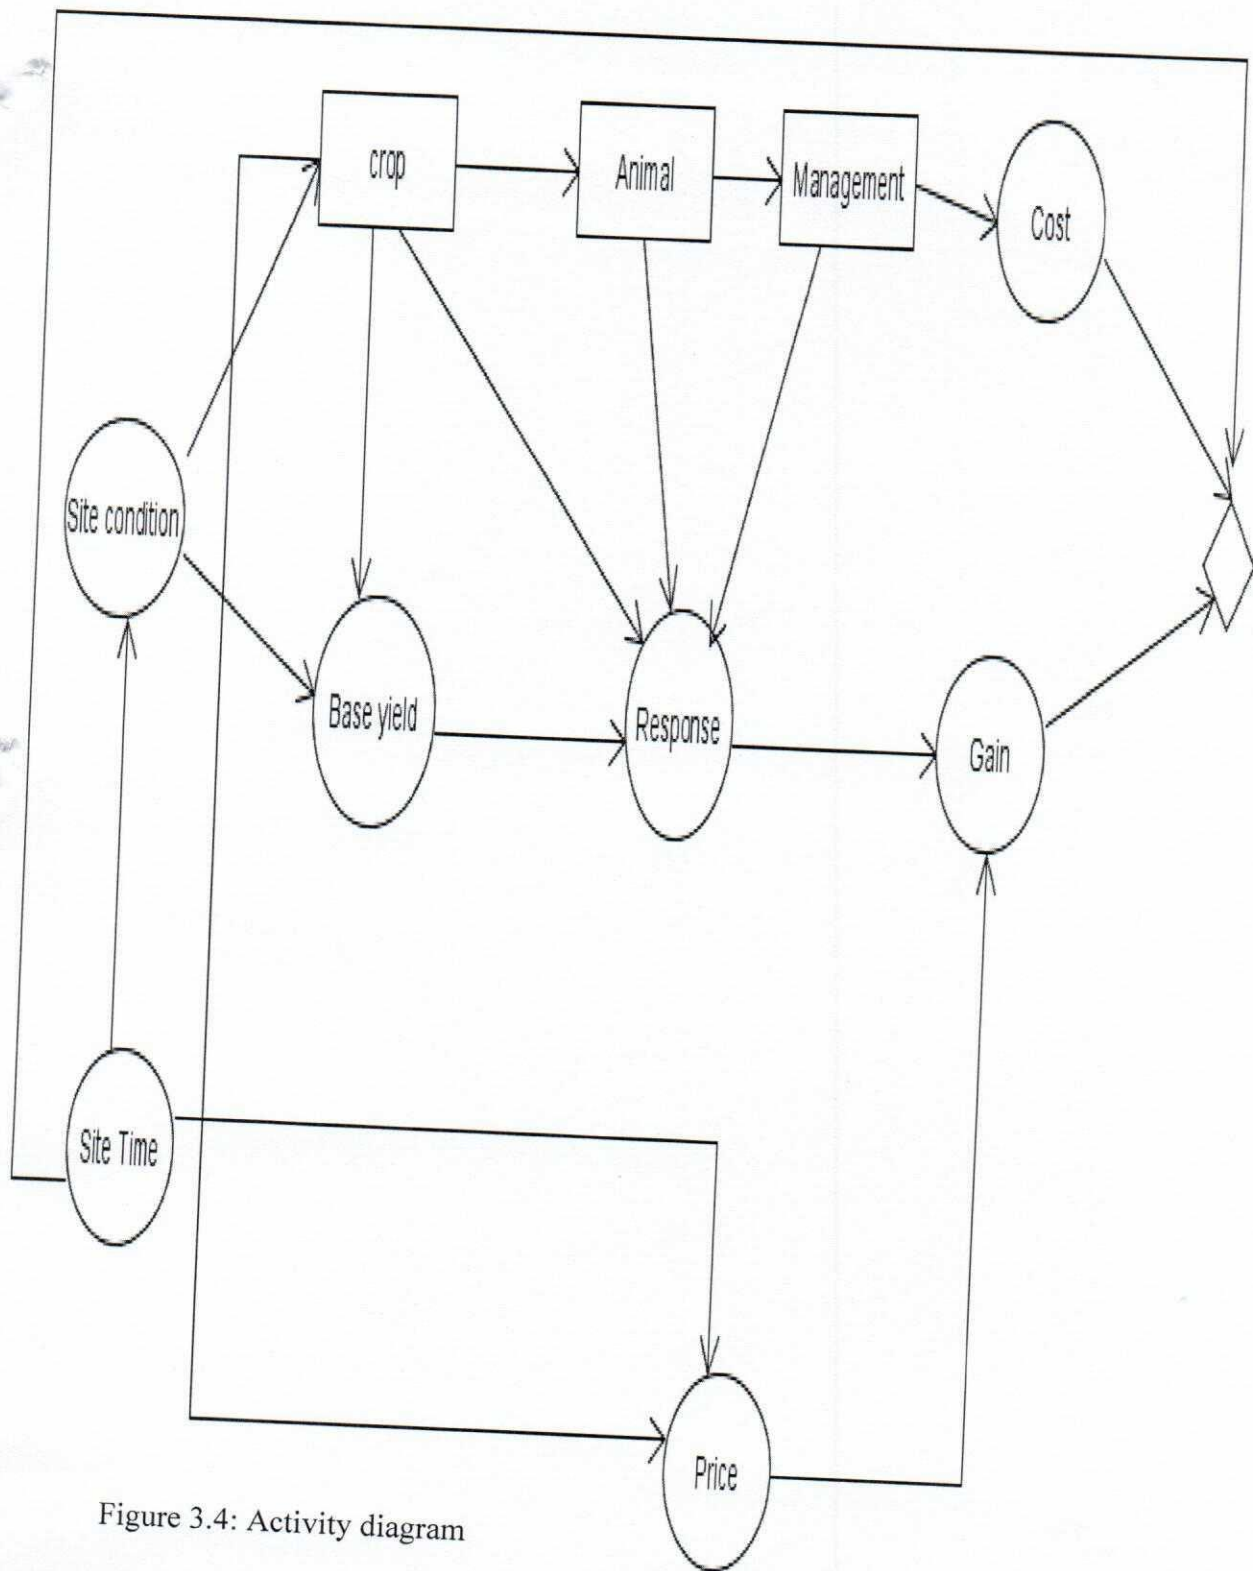 crop
Animal
Management
Cost
Site condition
Base yield
Response
Gain
Site Time
Price
Figure 3.4: Activity diagram